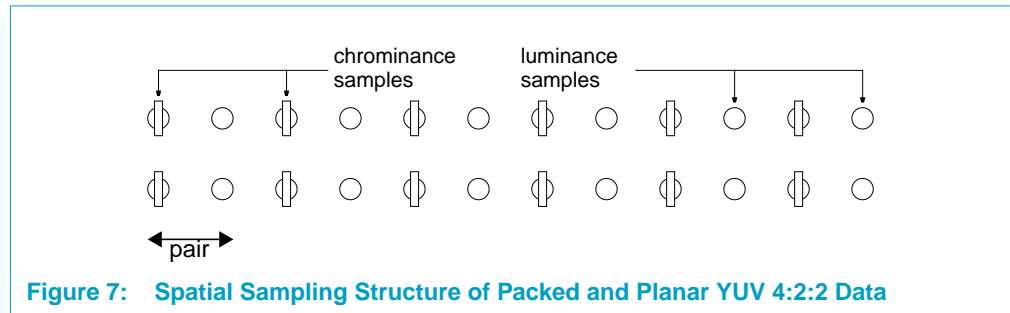 chrominance
samples
luminance
samples
pair
Figure 7: Spatial Sampling Structure of Packed and Planar YUV 4:2:2 Data